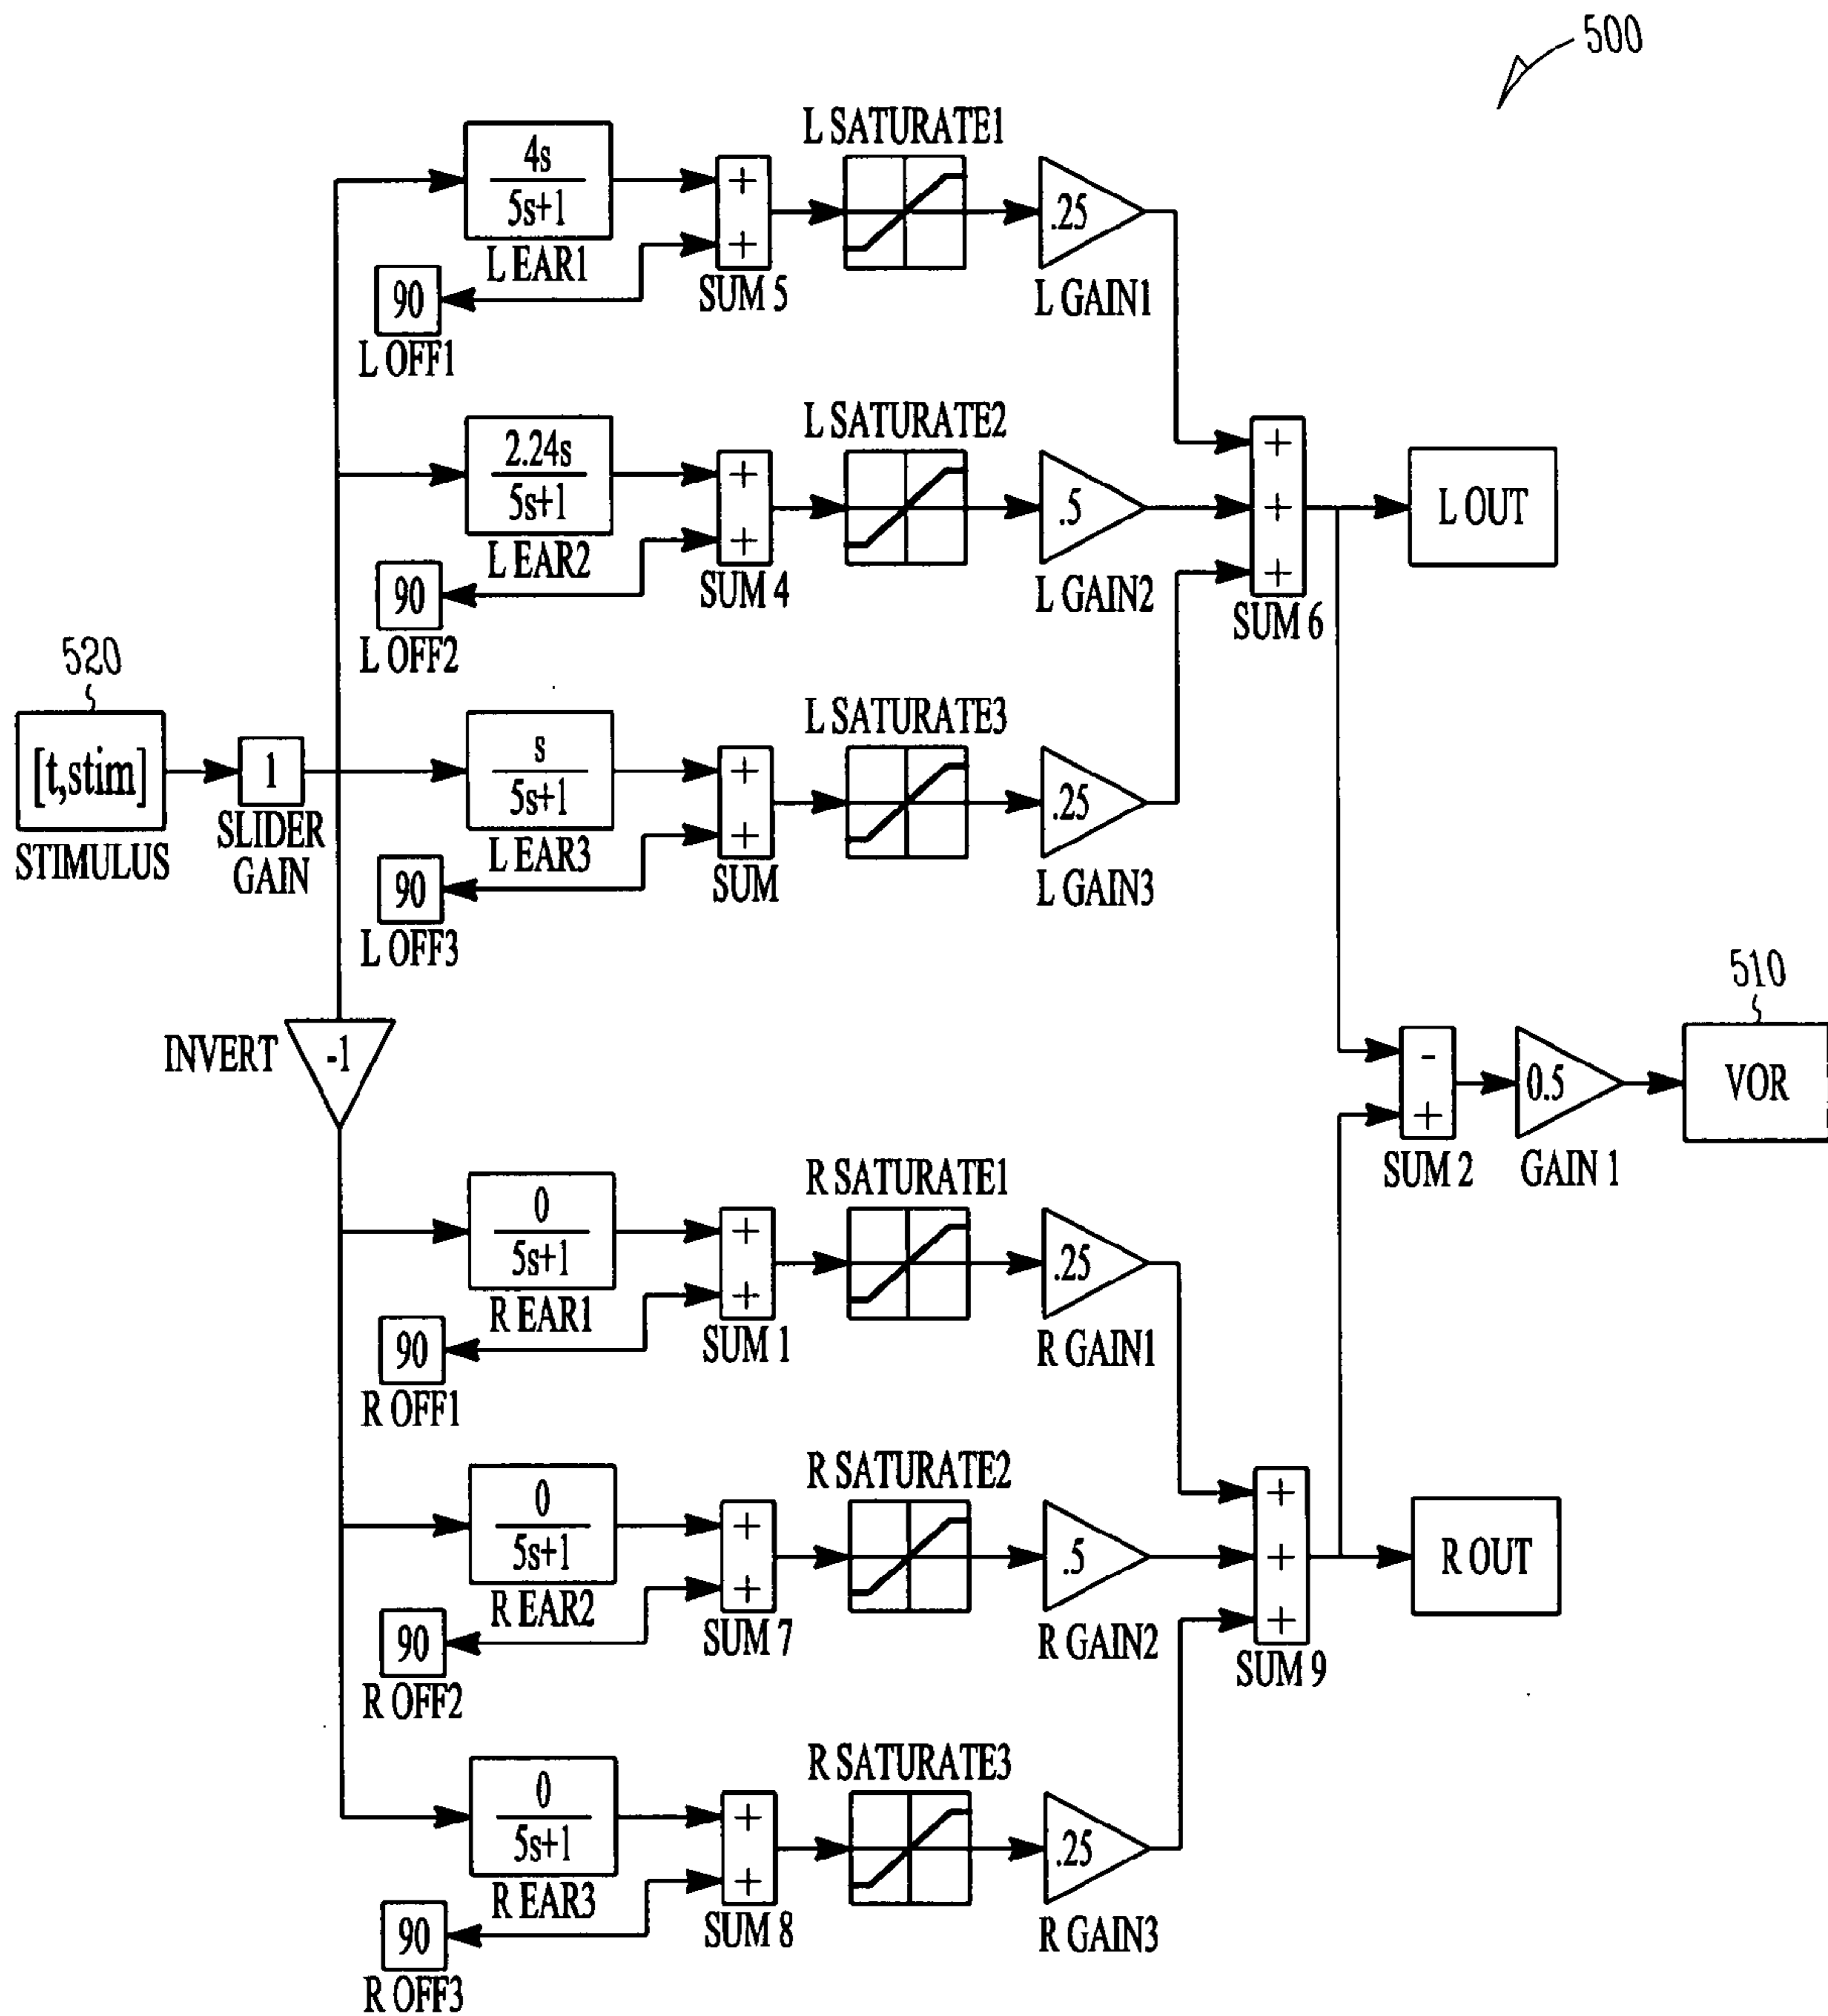 500
L SATURATE1
4s
5s+1
L EAR1
+
+
SUM 5
.25
L GAIN1
90
L OFF1
L SATURATE2
2.24s
5s+1
L EAR2
+
+
SUM 4
.5
L GAIN2
90
L OFF2
+
+
+
SUM 6
L OUT
520
[t,stim]
STIMULUS
1
SLIDER
GAIN
L SATURATE3
s
5s+1
L EAR3
+
+
SUM
.25
L GAIN3
90
L OFF3
INVERT
-1
-
+
SUM 2
0.5
GAIN 1
510
VOR
R SATURATE1
0
5s+1
R EAR1
+
+
SUM 1
.25
R GAIN1
90
R OFF1
R SATURATE2
0
5s+1
R EAR2
+
+
SUM 7
.5
R GAIN2
90
R OFF2
+
+
+
SUM 9
R OUT
R SATURATE3
0
5s+1
R EAR3
+
+
SUM 8
.25
R GAIN3
90
R OFF3